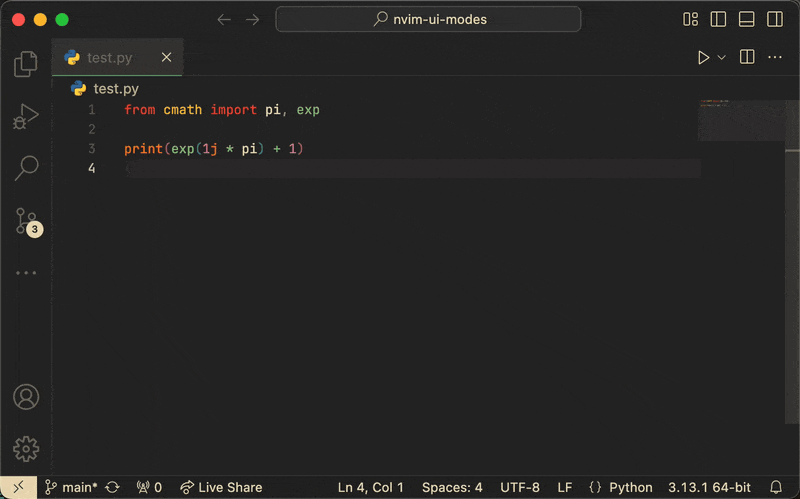 nvim-ui-modes
test.py
test.py
1 from cmath import pi, exp
2
3 print(exp(1j * pi) + 1)
4
3
main* 0 Live Share Ln 4, Col 1 Spaces: 4 UTF-8 LF {} Python 3.13.1 64-bit